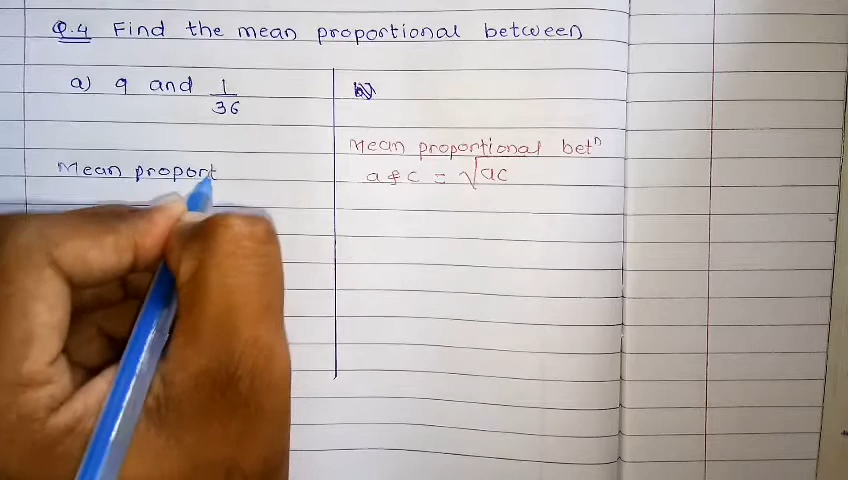 Q.4 Find the mean proportional between
a) 9 and 1/36
Mean proport
Mean proportional betⁿ
a & c = √ac